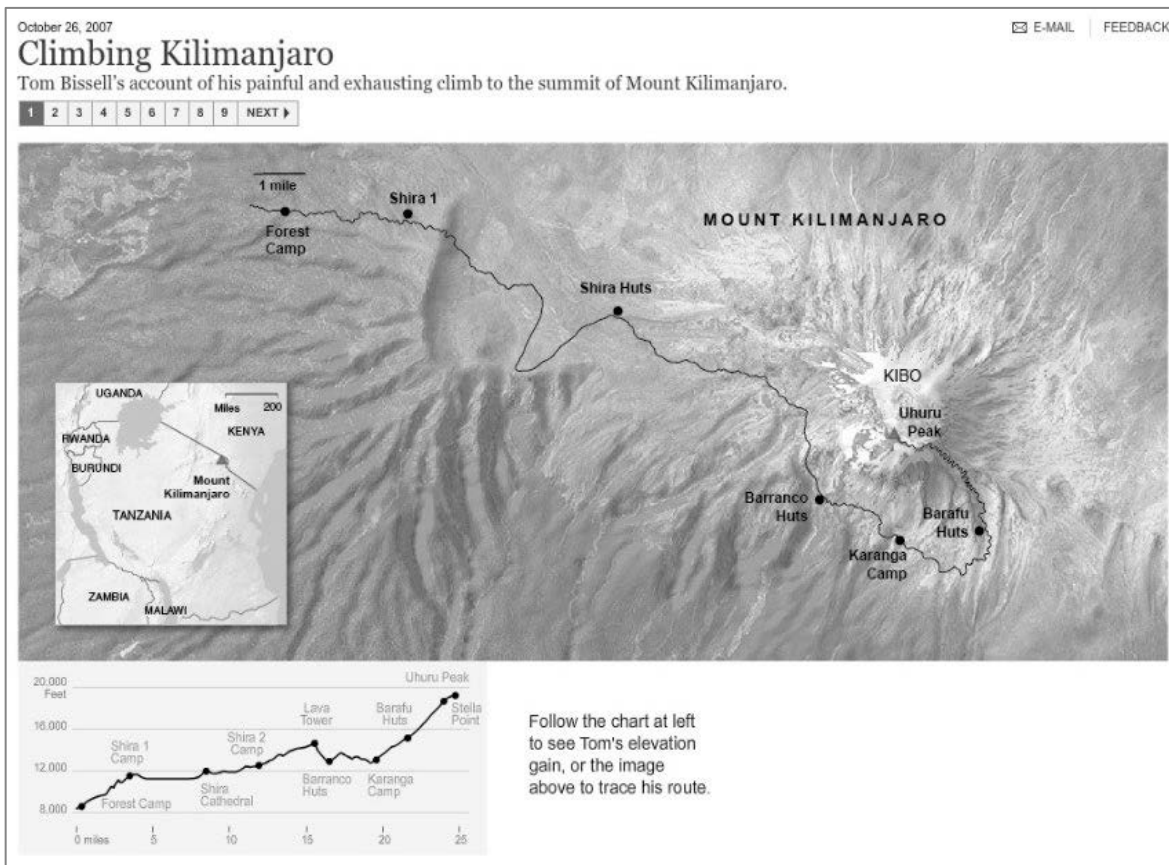 October 26, 2007
E-MAIL
FEEDBACK
Climbing Kilimanjaro
Tom Bissell's account of his painful and exhausting climb to the summit of Mount Kilimanjaro.
1 2 3 4 5 6 7 8 9 NEXT
1 mile
Shira 1
Forest
Camp
MOUNT KILIMANJARO
Shira Huts
KIBO
Uhuru
Peak
Barranco
Huts
Barafu
Huts
Karanga
Camp
UGANDA
Miles 200
KENYA
RWANDA
BURUNDI
Mount
Kilimanjaro
TANZANIA
ZAMBIA
MALAWI
20,000
Feet
16,000
12,000
8,000
Shira 1
Camp
Forest Camp
Shira
Cathedral
Shira 2
Camp
Lava
Tower
Barranco
Huts
Barafu
Huts
Karanga
Camp
Uhuru Peak
Stella
Point
0 miles 5 10 15 20 25
Follow the chart at left
to see Tom's elevation
gain, or the image
above to trace his route.